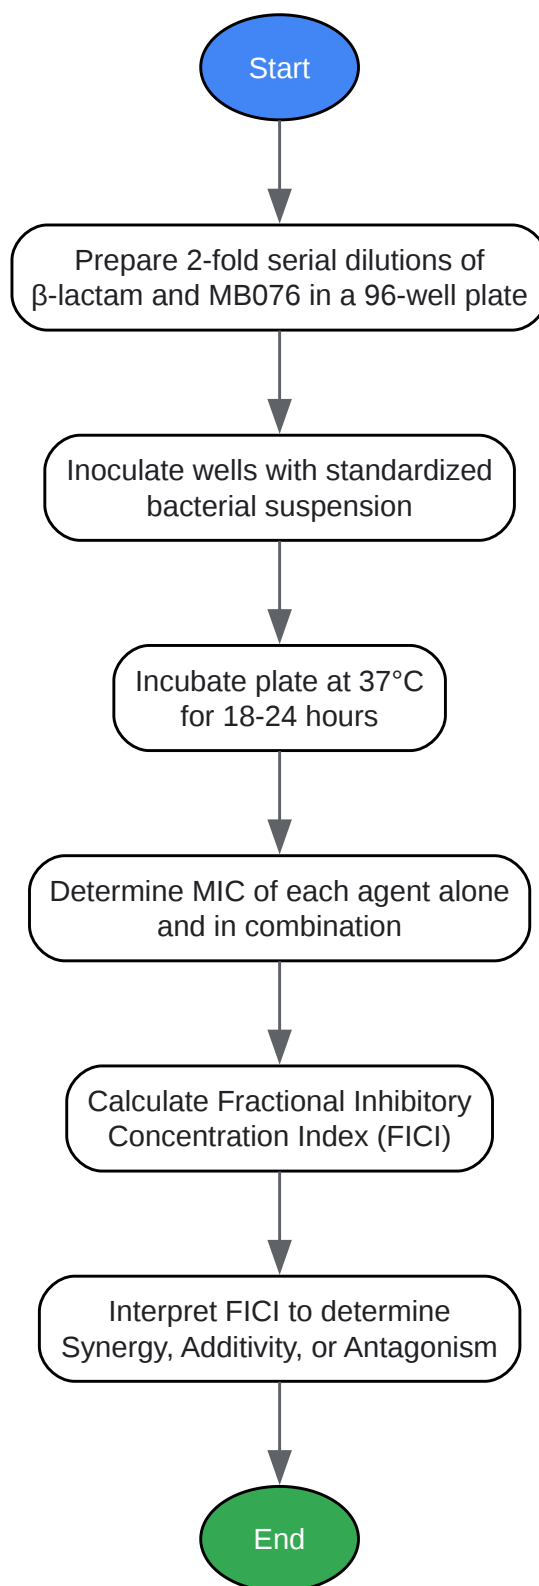 Start
Prepare 2-fold serial dilutions of
β-lactam and MB076 in a 96-well plate
Inoculate wells with standardized
bacterial suspension
Incubate plate at 37°C
for 18-24 hours
Determine MIC of each agent alone
and in combination
Calculate Fractional Inhibitory
Concentration Index (FICI)
Interpret FICI to determine
Synergy, Additivity, or Antagonism
End